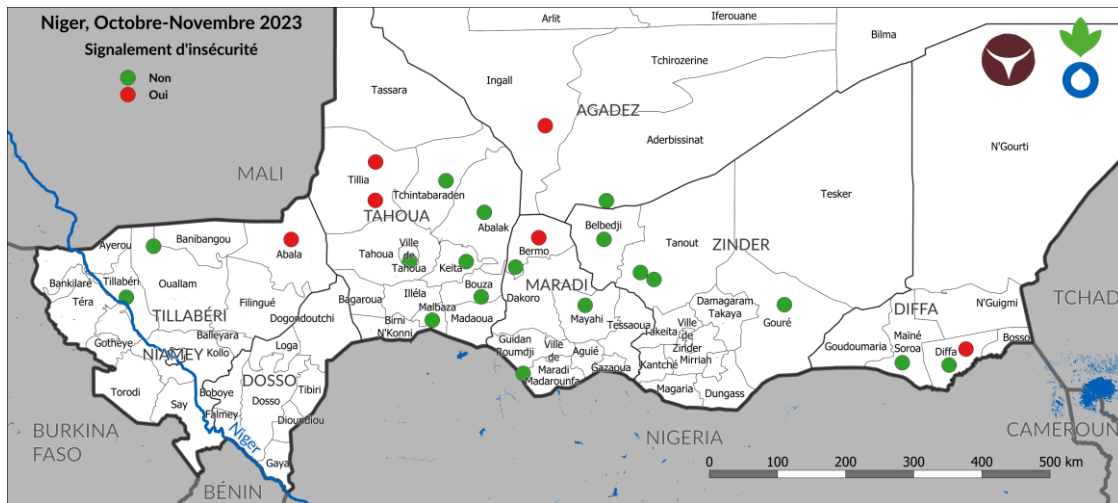 Niger, Octobre-Novembre 2023
Signalement d'insécurité
Non
Oui
Arlit
Iferouane
Bilma
Tchirozerine
Ingall
Tassara
AGADEZ
Aderbissinat
N'Gourti
MALI
Tillia
Tchintabaraden
Tesker
TAHOUA
Abalak
Belbedji
Tanout
ZINDER
Ayerou
Banibangou
Abala
Tahoua
Ville
de
Tahoua
Keita
Bermo
Bankilaré
Tillabéri
Ouallam
Téra
Filingué
Bagaroua
Illéla
Bouza
Dakoro
MARADI
Damagaram
Takaya
Gouré
N'Guigmi
TCHAD
TILLABÉRI
Dogondoutchi
Malbaza
Madaoua
Mayahi
Tessaoua
DIFFA
Birni
N'Konni
Takeita
Ville
de
Zinder
Mirriah
Goudoumaria
Maïné
Soroa
Diffa
Bosso
Gotheye
Balleyara
NIAMEY
Kollo
Loga
Guidan
Roumdji
Ville
de
Maradi
Aguié
Gazaoua
Madarounfa
Kantché
Magaria
Dungass
Torodi
Say
Boboye
DOSSO
Dosso
Tibiri
Falmey
Dioundiou
Niger
Gaya
BURKINA
FASO
BÉNIN
NIGERIA
CAMEROUN
0 100 200 300 400 500 km